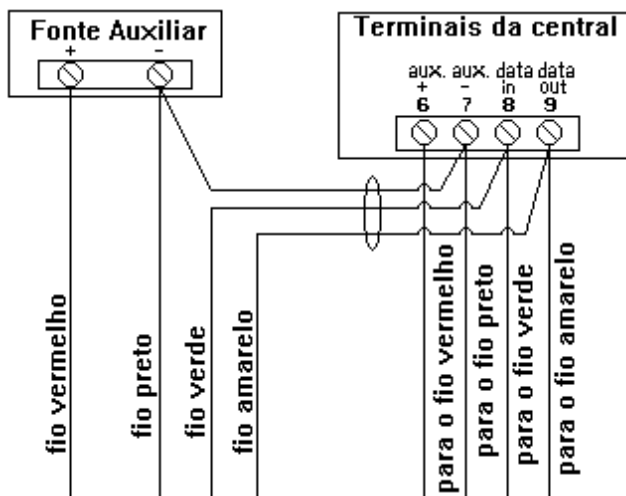 Fonte Auxiliar
+ -
Terminais da central
aux. aux. data data
+ - in out
6 7 8 9
fio vermelho
fio preto
fio verde
fio amarelo
para o fio vermelho
para o fio preto
para o fio verde
para o fio amarelo